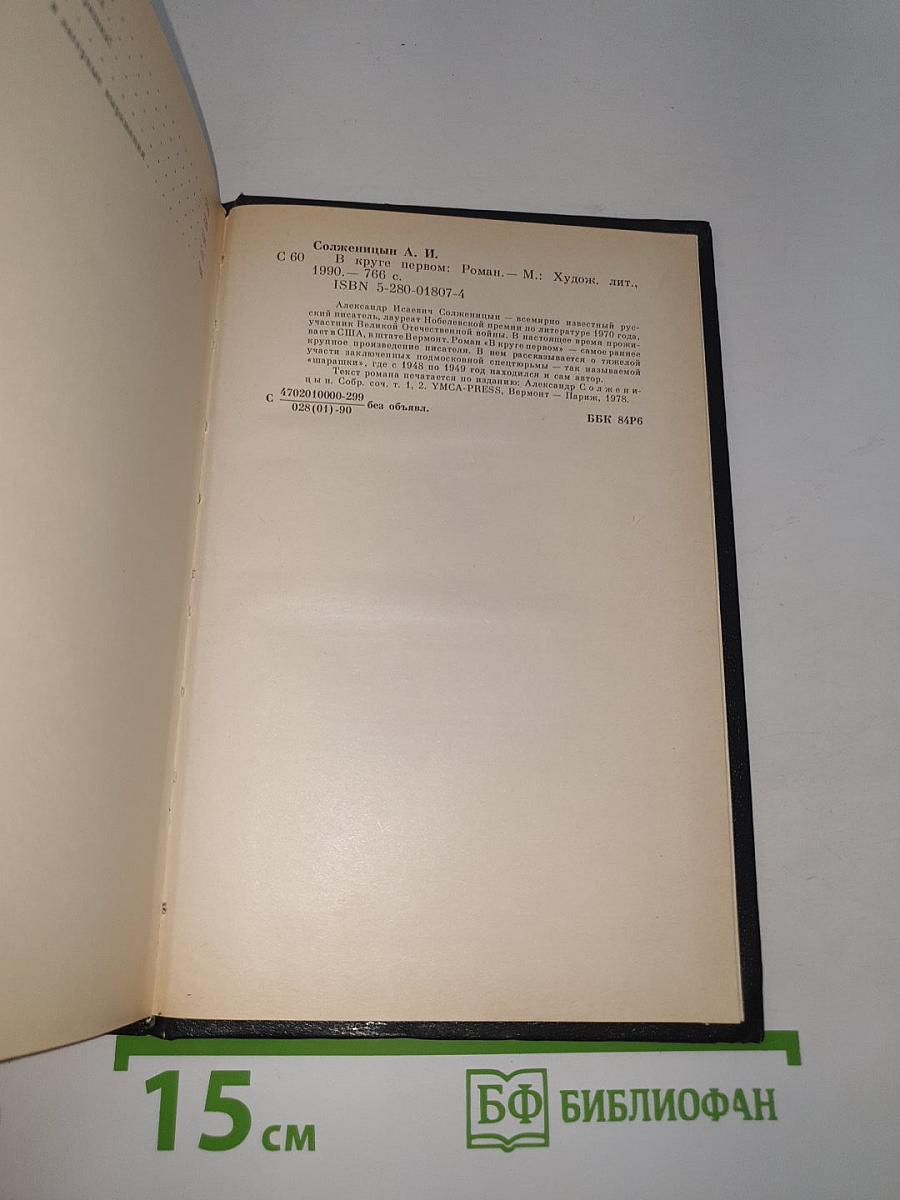 Солженицын А. И.
С 60 В круге первом: Роман.— М.: Худож. лит.,
1990.— 766 с.
ISBN 5-280-01807-4
Александр Исаевич Солженицын — всемирно известный рус-
ский писатель, лауреат Нобелевской премии по литературе 1970 года,
участник Великой Отечественной войны. В настоящее время прожи-
вает в США, в штате Вермонт. Роман «В круге первом» — самое раннее
крупное произведение писателя. В нем рассказывается о тяжелой
участи заключенных подмосковной спецтюрьмы — так называемой
«шарашки», где с 1948 по 1949 год находился и сам автор.
Текст романа печатается по изданию: Александр Солжени-
цын. Собр. соч. т. 1, 2. YMCA-PRESS, Вермонт — Париж, 1978.
С 4702010000-299
028(01)-90 без объявл.
ББК 84Р6
15 см
БФ БИБЛИОФАН